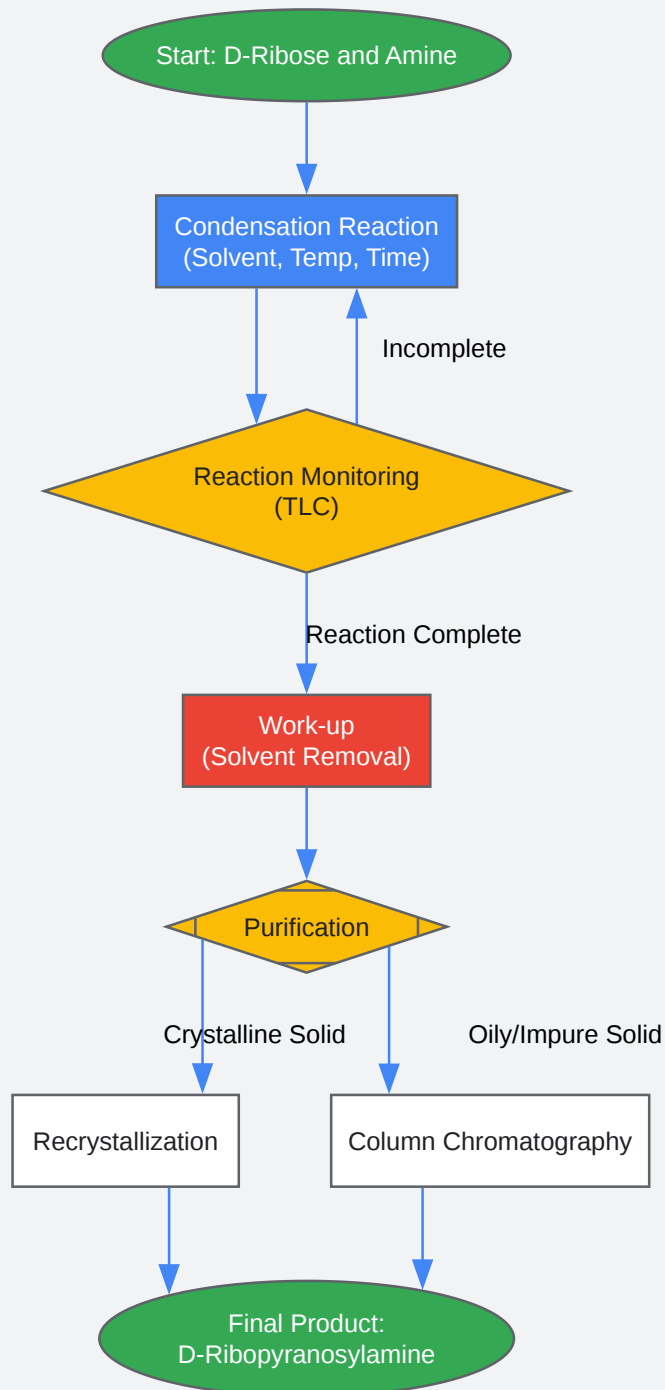 Start: D-Ribose and Amine
Condensation Reaction
(Solvent, Temp, Time)
Incomplete
Reaction Monitoring
(TLC)
Reaction Complete
Work-up
(Solvent Removal)
Purification
Crystalline Solid
Oily/Impure Solid
Recrystallization
Column Chromatography
Final Product:
D-Ribopyranosylamine